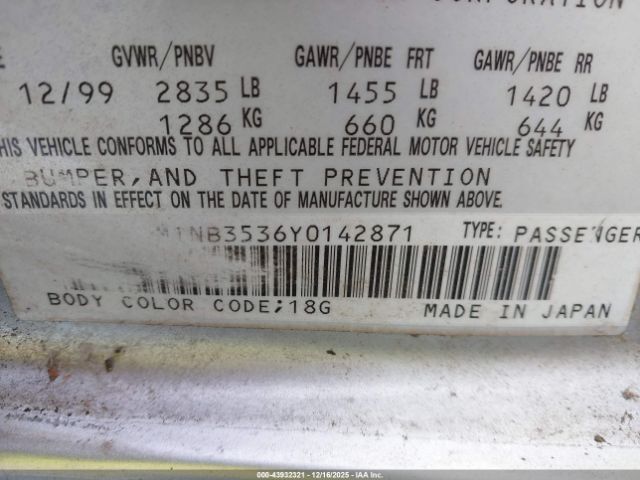 CORPORATION
GVWR/PNBV GAWR/PNBE FRT GAWR/PNBE RR
12/99 2835 LB 1455 LB 1420 LB
1286 KG 660 KG 644 KG
THIS VEHICLE CONFORMS TO ALL APPLICABLE FEDERAL MOTOR VEHICLE SAFETY
BUMPER, AND THEFT PREVENTION
STANDARDS IN EFFECT ON THE DATE OF MANUFACTURE SHOWN ABOVE.
M1NB3536Y0142871 TYPE: PASSENGER
BODY COLOR CODE;18G MADE IN JAPAN
000-43932321 | 12/16/2025 - IAA Inc.